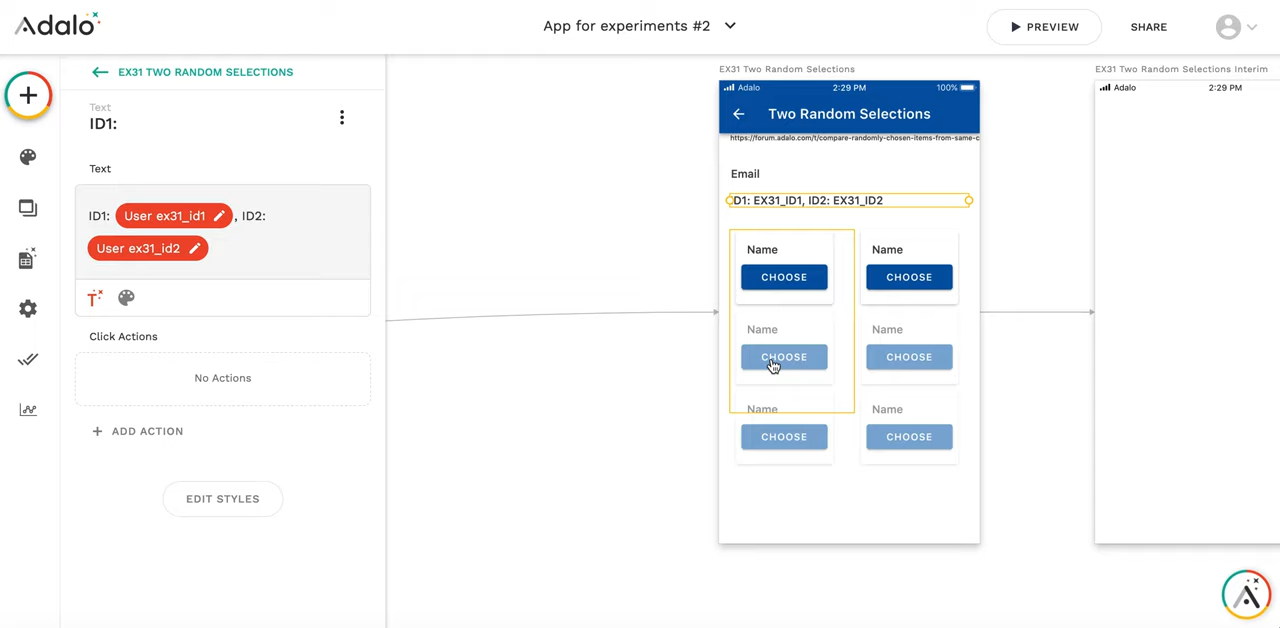 Adalo
App for experiments #2
PREVIEW
SHARE
EX31 TWO RANDOM SELECTIONS
Text
ID1:
Text
ID1: User ex31_id1 , ID2:
User ex31_id2
T
Click Actions
No Actions
ADD ACTION
EDIT STYLES
EX31 Two Random Selections
Adalo 2:29 PM 100%
Two Random Selections
https://forum.adalo.com/t/compare-randomly-chosen-items-from-same-c
Email
ID1: EX31_ID1, ID2: EX31_ID2
Name Name
CHOOSE CHOOSE
Name Name
CHOOSE CHOOSE
Name Name
CHOOSE CHOOSE
EX31 Two Random Selections Interim
Adalo 2:29 PM